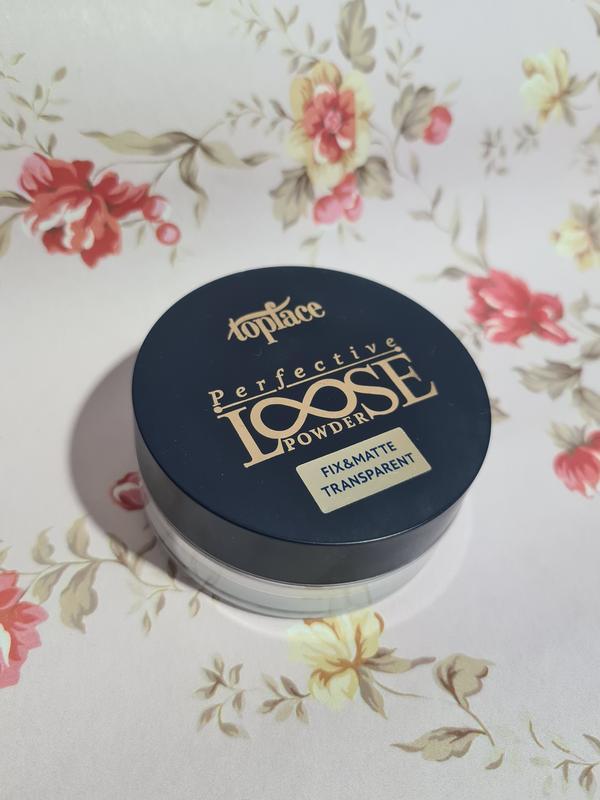 topface
Perfective
LOOSE
POWDER
FIX&MATTE
TRANSPARENT